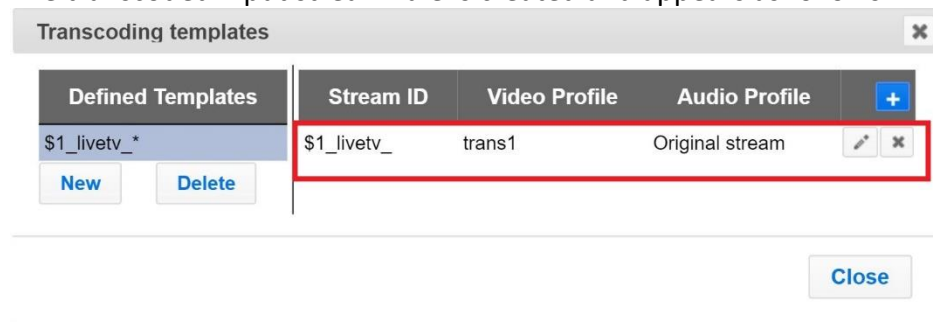 Transcoding templates
Defined Templates Stream ID Video Profile Audio Profile +
$1_livetv_* $1_livetv_ trans1 Original stream
New Delete
Close